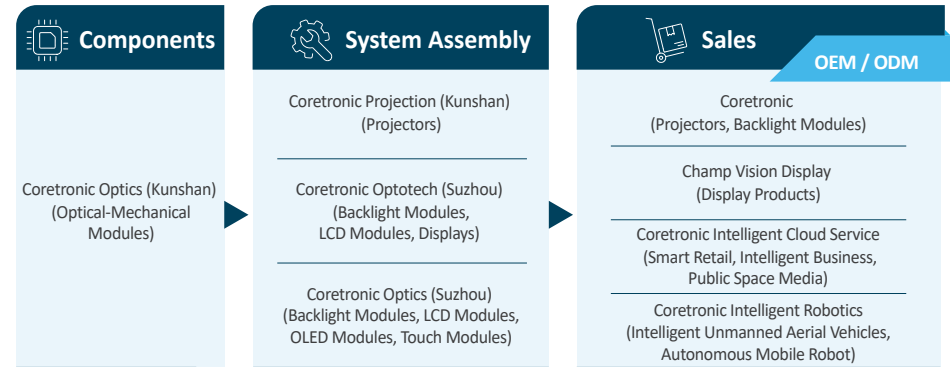 Components
Coretronic Optics (Kunshan)
(Optical-Mechanical
Modules)
System Assembly
Coretronic Projection (Kunshan)
(Projectors)
Coretronic Optotech (Suzhou)
(Backlight Modules,
LCD Modules, Displays)
Coretronic Optics (Suzhou)
(Backlight Modules, LCD Modules,
OLED Modules, Touch Modules)
Sales
OEM / ODM
Coretronic
(Projectors, Backlight Modules)
Champ Vision Display
(Display Products)
Coretronic Intelligent Cloud Service
(Smart Retail, Intelligent Business,
Public Space Media)
Coretronic Intelligent Robotics
(Intelligent Unmanned Aerial Vehicles,
Autonomous Mobile Robot)